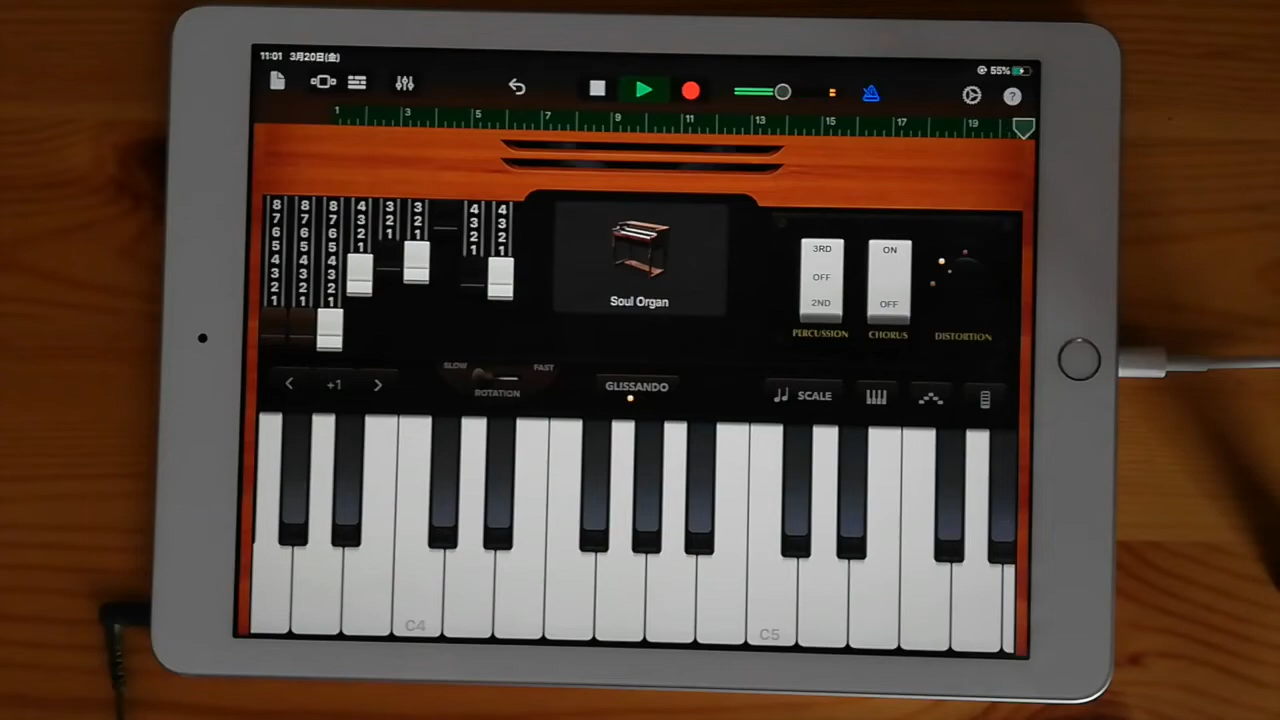 11:01 3月20日(金)
55%
?
1 3 5 7 9 11 13 15 17 19
8 8 8 4 3 3 4 4
7 7 7 3 2 2 3 3
6 6 6 2 1 1 2 2
5 5 5 1 1 1
4 4 4
3 3 3
2 2 2
1 1 1
3RD ON
OFF
2ND OFF
Soul Organ
PERCUSSION CHORUS DISTORTION
SLOW FAST
ROTATION
+1
GLISSANDO
SCALE
C4 C5